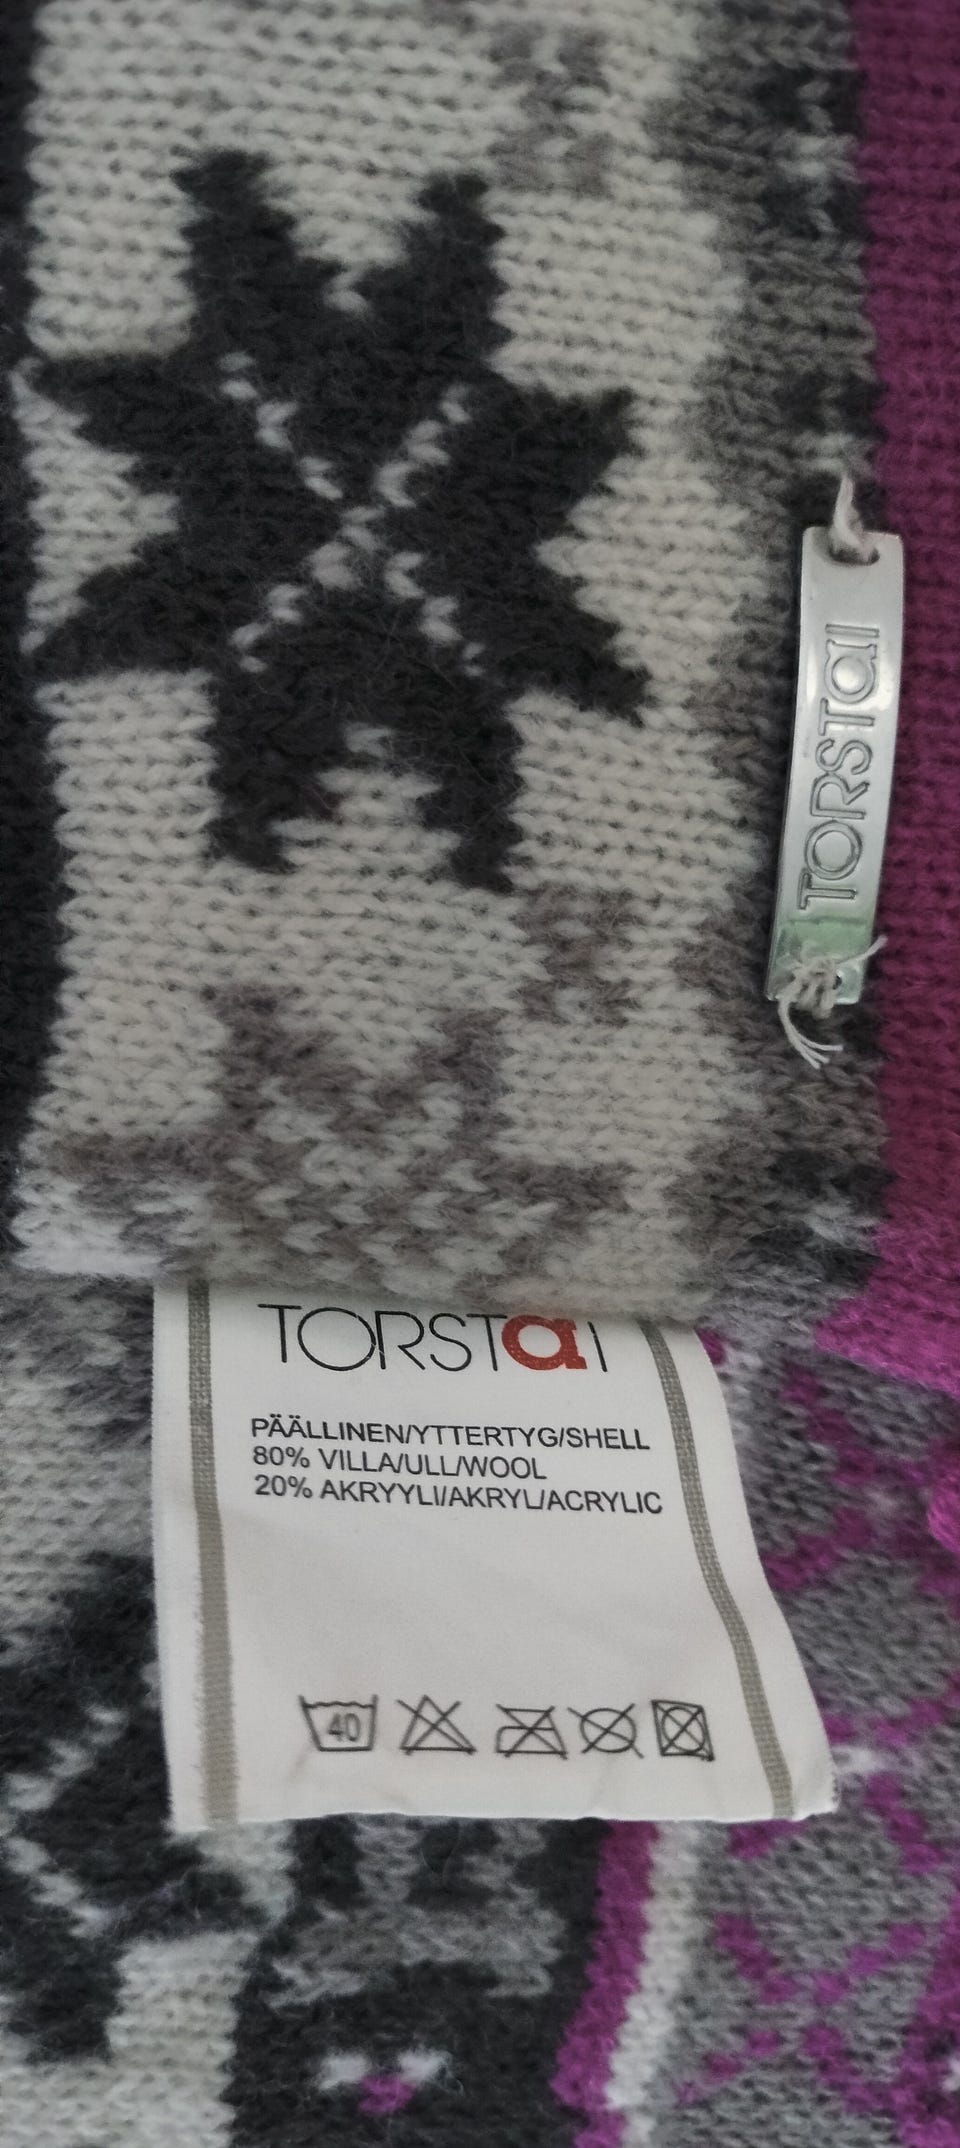 TORSTAI
TORSTaI
PÄÄLLINEN/YTTERTYG/SHELL
80% VILLA/ULL/WOOL
20% AKRYYLI/AKRYL/ACRYLIC
40